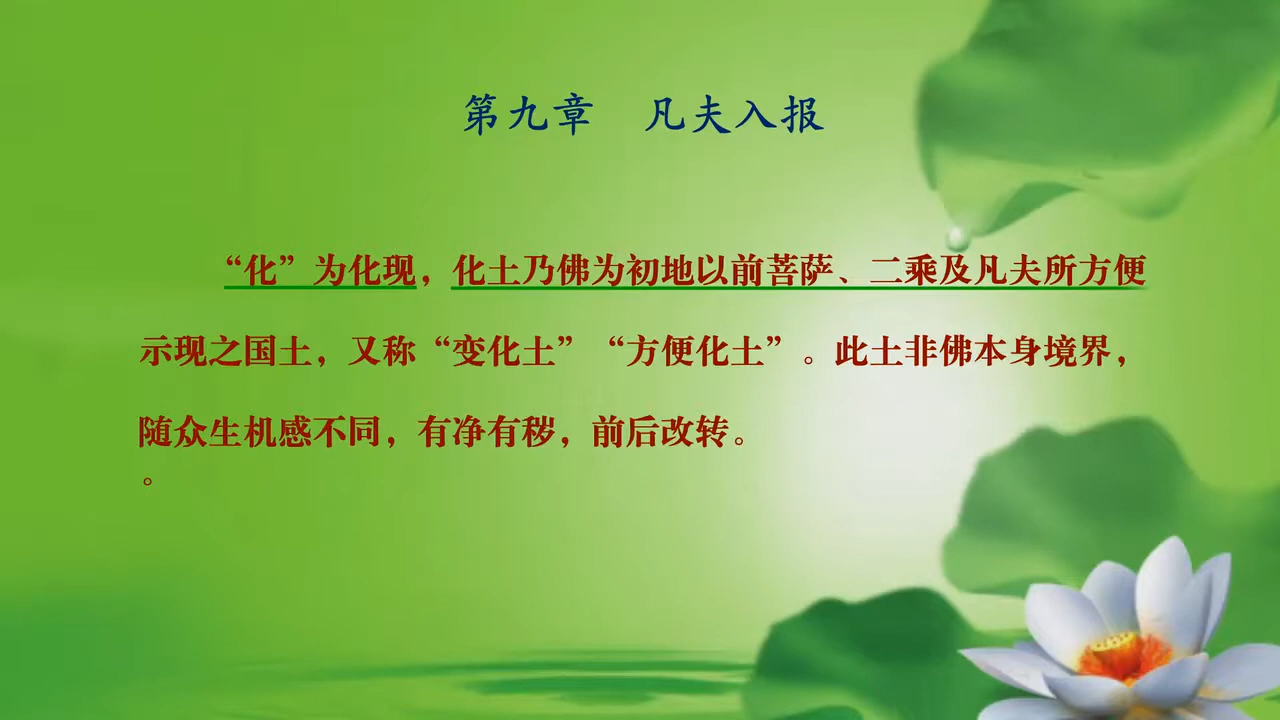 第九章　凡夫入报
“化”为化现，化土乃佛为初地以前菩萨、二乘及凡夫所方便
示现之国土，又称“变化土”“方便化土”。此土非佛本身境界，
随众生机感不同，有净有秽，前后改转。
。